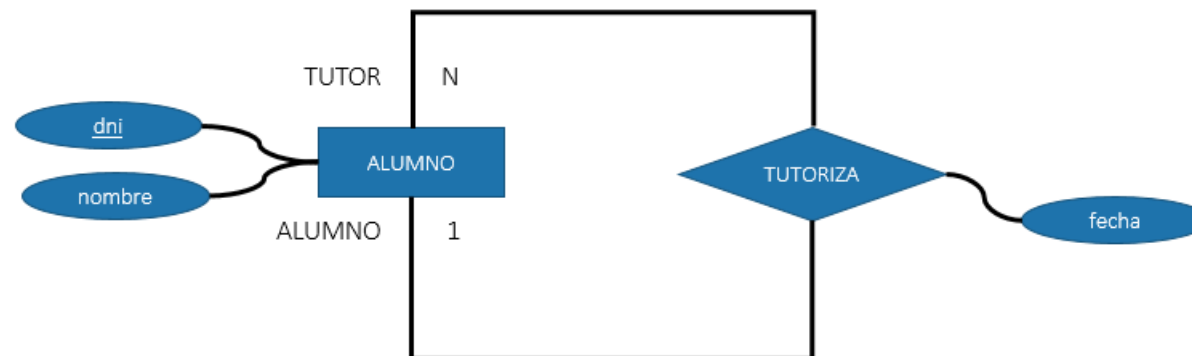 TUTOR N
dni
ALUMNO
TUTORIZA
nombre
fecha
ALUMNO 1